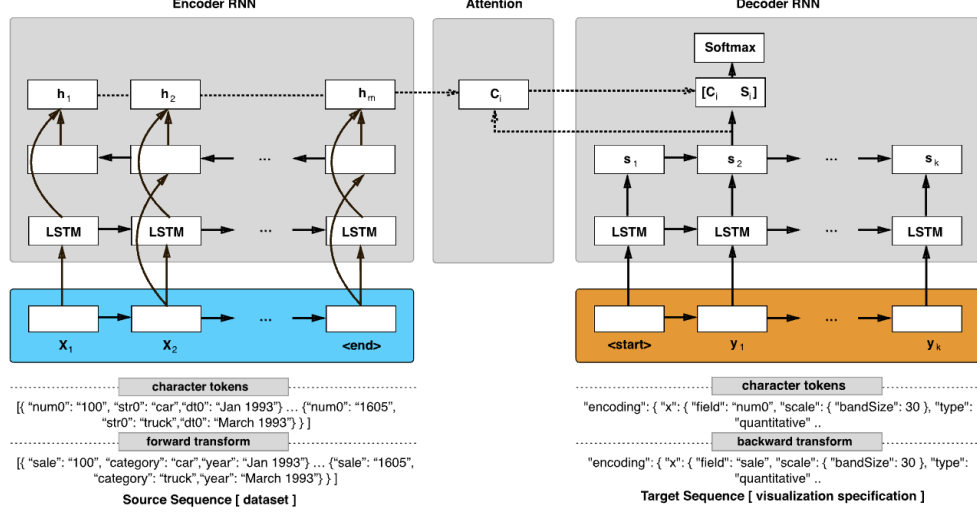 Encoder RNN
Attention
Decoder RNN
Softmax
h1
h2
hm
Ci
[Ci Si]
...
s1
s2
...
sk
LSTM
LSTM
...
LSTM
LSTM
LSTM
...
LSTM
...
...
X1
X2
<end>
<start>
y1
yk
character tokens
[{ "num0": "100", "str0": "car","dt0": "Jan 1993"} … {"num0": "1605",
"str0": "truck","dt0": "March 1993"} } ]
forward transform
[{ "sale": "100", "category": "car","year": "Jan 1993"} … {"sale": "1605",
"category": "truck","year": "March 1993"} } ]
Source Sequence [ dataset ]
character tokens
"encoding": { "x": { "field": "num0", "scale": { "bandSize": 30 }, "type":
"quantitative" ..
backward transform
"encoding": { "x": { "field": "sale", "scale": { "bandSize": 30 }, "type":
"quantitative" ..
Target Sequence [ visualization specification ]